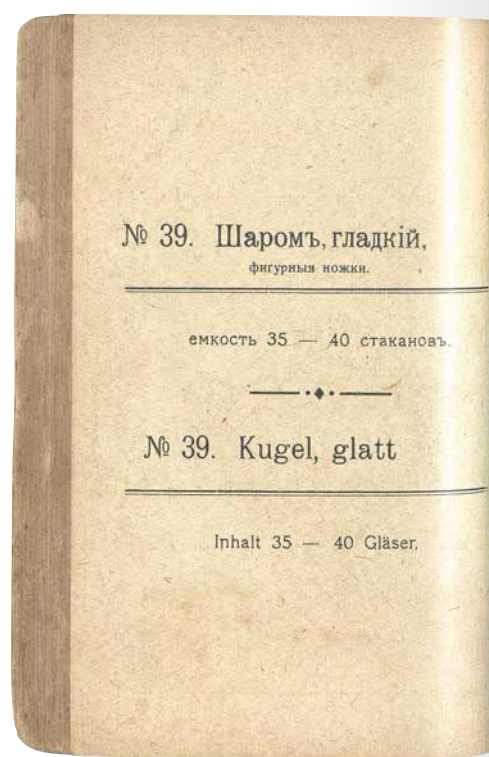 № 39. Шаромъ, гладкій,
фигурныя ножки.
емкость 35 — 40 стакановъ.
№ 39. Kugel, glatt
Inhalt 35 — 40 Gläser.